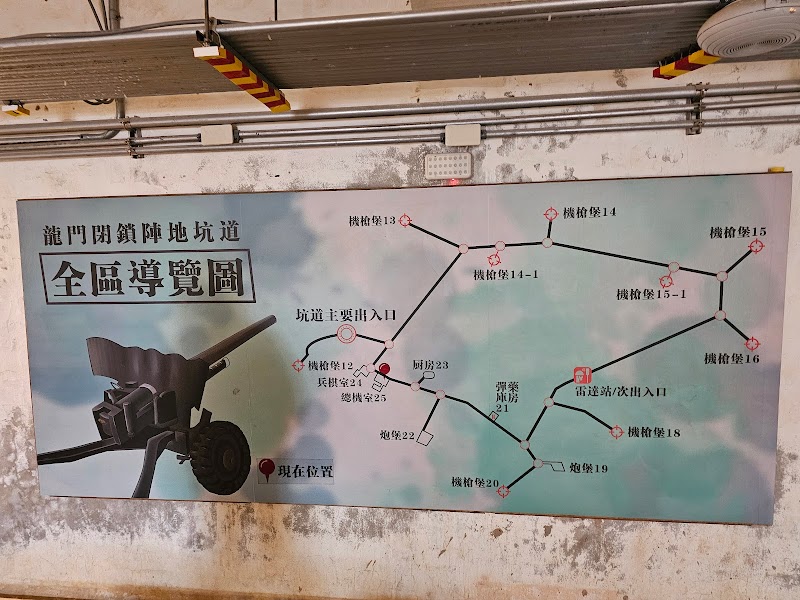 龍門閉鎖陣地坑道
全區導覽圖
機槍堡13
機槍堡14
機槍堡15
機槍堡14-1
機槍堡15-1
坑道主要出入口
機槍堡16
機槍堡12
厨房23
兵棋室24
總機室25
彈藥
庫房
21
雷達站/次出入口
炮堡22
機槍堡18
現在位置
機槍堡20
炮堡19